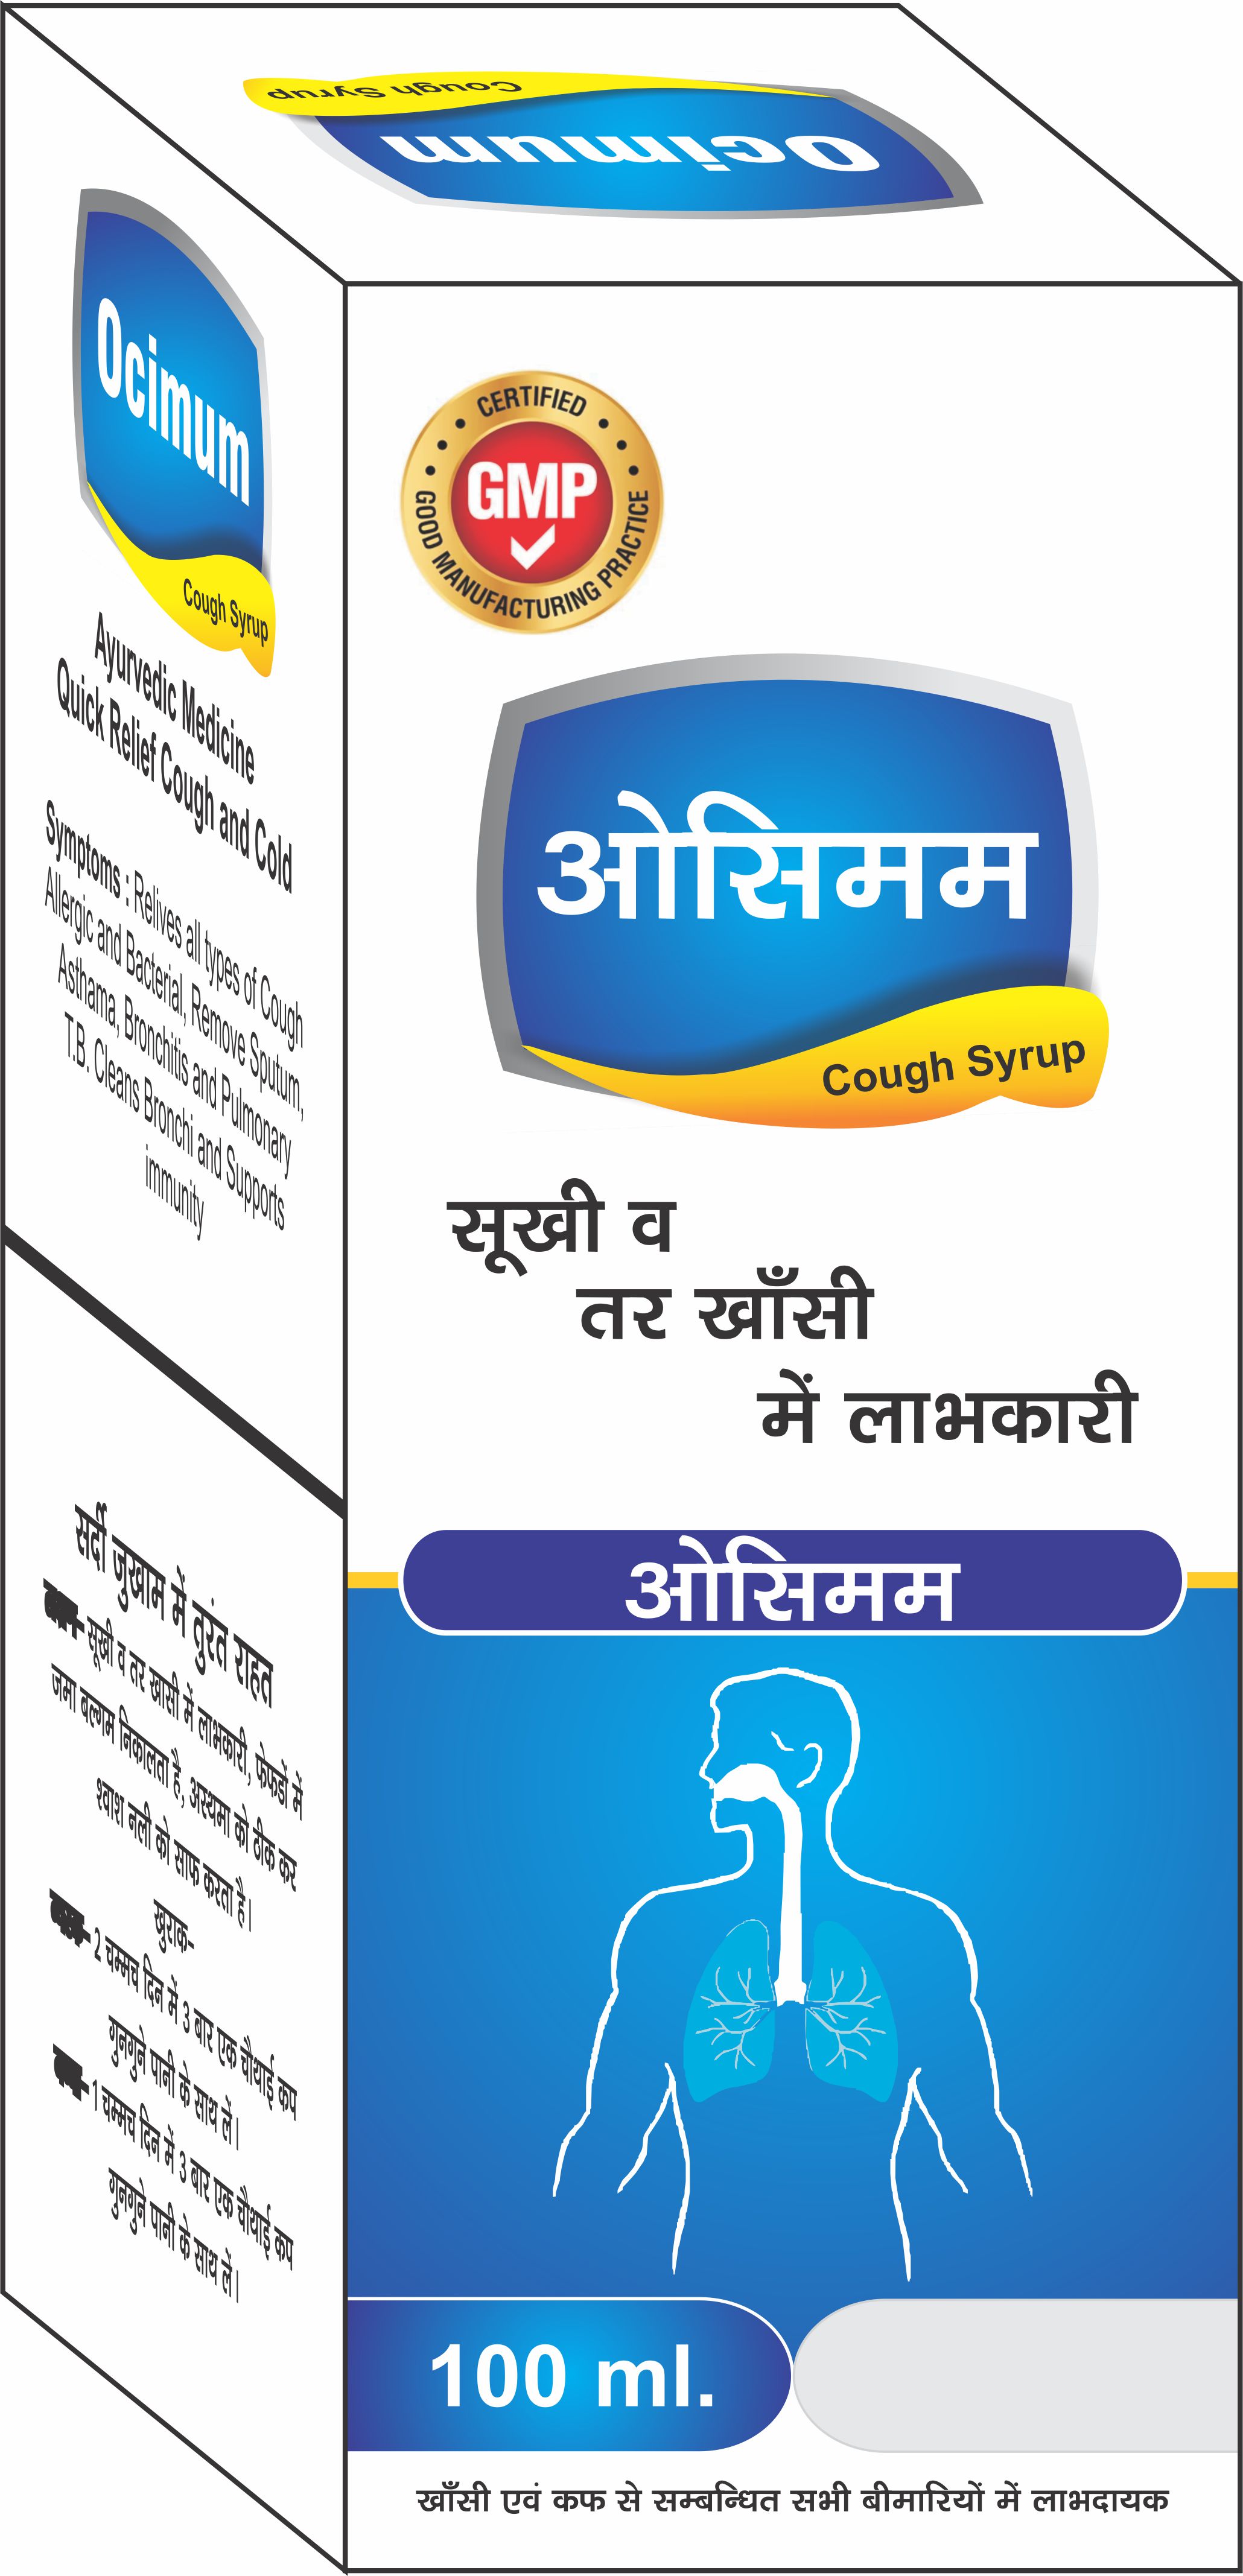 Cough Syrup
Ocimum
Ocimum
Cough Syrup
Ayurvedic Medicine
Quick Relief Cough and Cold
Symptoms : Relives all types of Cough
Allergic and Bacterial, Remove Sputum,
Asthama, Bronchitis and Pulmonary
T.B. Cleans Bronchi and Supports
immunity
सर्दी जुखाम में तुरंत राहत
सूखी व तर खासी में लाभकारी, फेफडों में
जमा बल्गम निकालता है, अस्थमा को ठीक कर
श्वाश नली को साफ करता है।
खुराक-
2 चम्मच दिन में 3 बार एक चौथाई कप
गुनगुने पानी के साथ लें।
1 चम्मच दिन में 3 बार एक चौथाई कप
गुनगुने पानी के साथ लें।
CERTIFIED
GMP
GOOD MANUFACTURING PRACTICE
ओसिमम
Cough Syrup
सूखी व
तर खाँसी
में लाभकारी
ओसिमम
100 ml.
खाँसी एवं कफ से सम्बन्धित सभी बीमारियों में लाभदायक